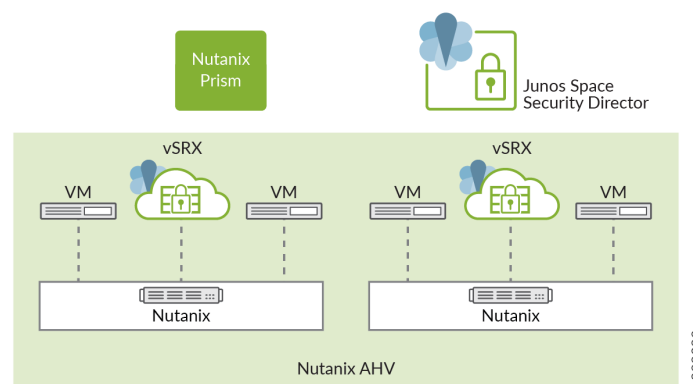 Nutanix
Prism
Junos Space
Security Director
vSRX
vSRX
VM
VM
VM
VM
Nutanix
Nutanix
Nutanix AHV